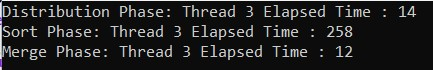 Distribution Phase: Thread 3 Elapsed Time : 14
Sort Phase: Thread 3 Elapsed Time : 258
Merge Phase: Thread 3 Elapsed Time : 12